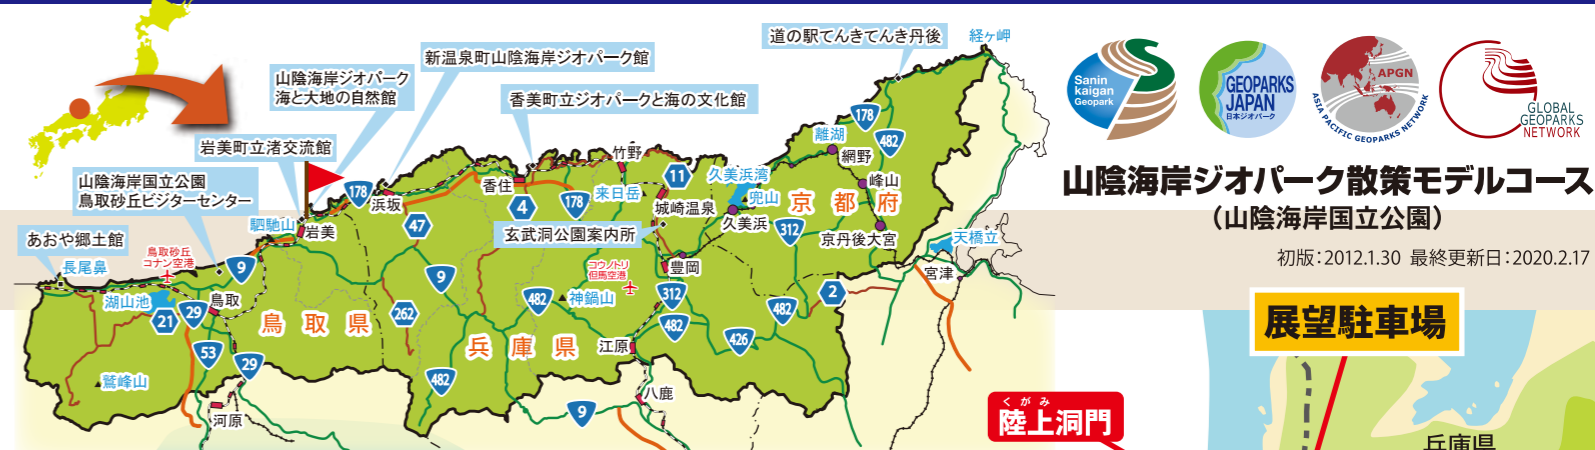 道の駅てんきてんき丹後
経ヶ岬
新温泉町山陰海岸ジオパーク館
山陰海岸ジオパーク
海と大地の自然館
香美町立ジオパークと海の文化館
岩美町立渚交流館
山陰海岸国立公園
鳥取砂丘ビジターセンター
あおや郷土館
玄武洞公園案内所
Sanin
kaigan
Geopark
GEOPARKS
JAPAN
日本ジオパーク
APGN
ASIA PACIFIC GEOPARKS NETWORK
GLOBAL
GEOPARKS
NETWORK
山陰海岸ジオパーク散策モデルコース
（山陰海岸国立公園）
初版：2012.1.30 最終更新日：2020.2.17
展望駐車場
くがみ
陸上洞門
兵庫県
178
482
離湖
網野
峰山
竹野
11
久美浜湾
兜山
京都府
香住
4
178
来日岳
城崎温泉
久美浜
312
京丹後大宮
天橋立
宮津
178
浜坂
駟馳山
岩美
47
長尾鼻
鳥取砂丘
コナン空港
9
湖山池
鳥取
21
29
鳥取県
262
9
482
神鍋山
コウノトリ
但馬空港
豊岡
312
482
2
482
426
兵庫県
江原
53
29
鷲峰山
河原
482
八鹿
9